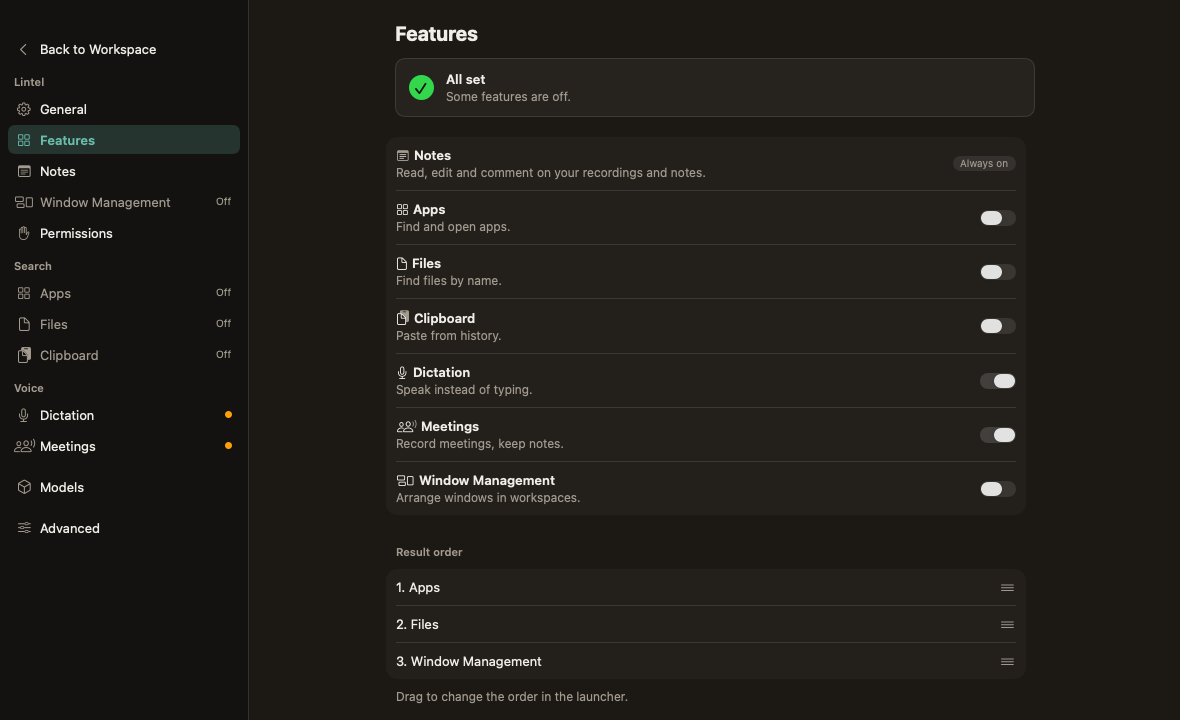 Back to Workspace
Lintel
General
Features
Notes
Window Management Off
Permissions
Search
Apps Off
Files Off
Clipboard Off
Voice
Dictation
Meetings
Models
Advanced
Features
All set
Some features are off.
Notes
Read, edit and comment on your recordings and notes.
Always on
Apps
Find and open apps.
Files
Find files by name.
Clipboard
Paste from history.
Dictation
Speak instead of typing.
Meetings
Record meetings, keep notes.
Window Management
Arrange windows in workspaces.
Result order
1. Apps
2. Files
3. Window Management
Drag to change the order in the launcher.